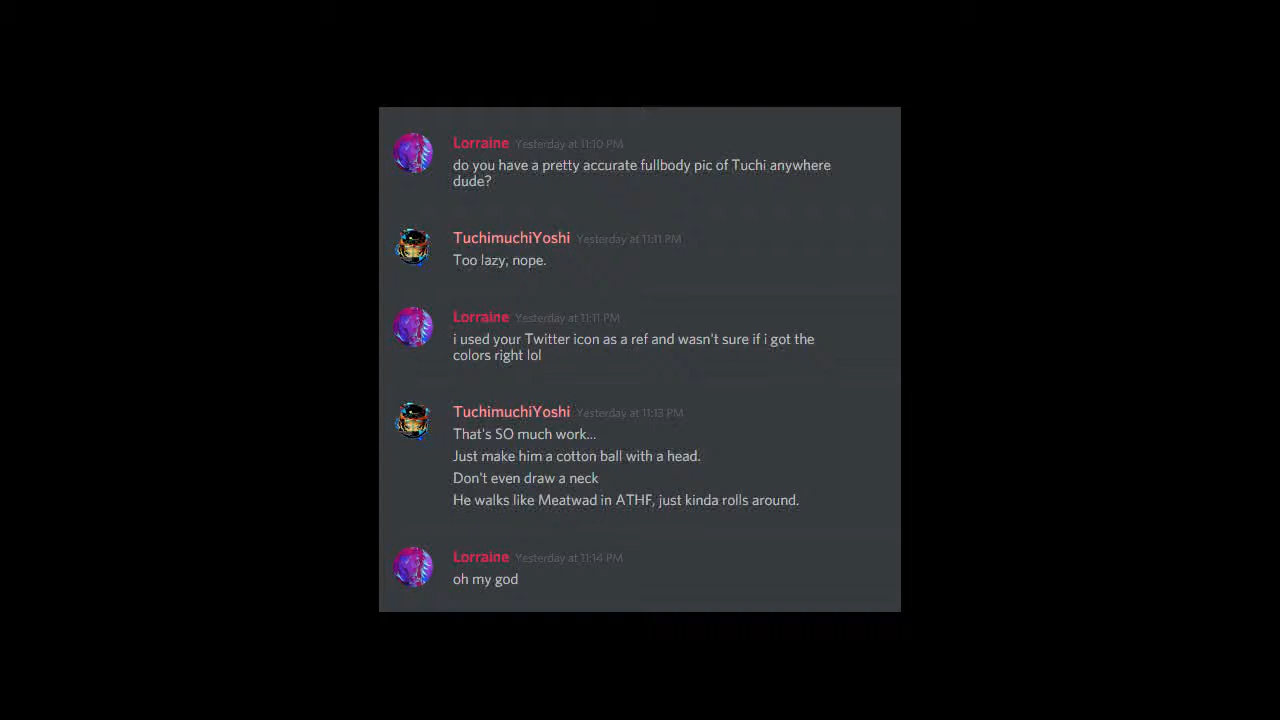 Lorraine Yesterday at 11:10 PM
do you have a pretty accurate fullbody pic of Tuchi anywhere
dude?
TuchimuchiYoshi Yesterday at 11:11 PM
Too lazy, nope.
Lorraine Yesterday at 11:11 PM
i used your Twitter icon as a ref and wasn't sure if i got the
colors right lol
TuchimuchiYoshi Yesterday at 11:13 PM
That's SO much work...
Just make him a cotton ball with a head.
Don't even draw a neck
He walks like Meatwad in ATHF, just kinda rolls around.
Lorraine Yesterday at 11:14 PM
oh my god